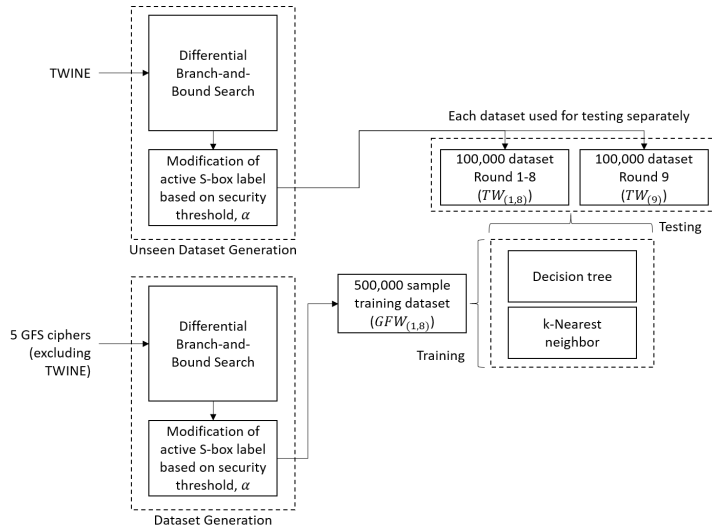 TWINE
Differential
Branch-and-
Bound Search
Modification of
active S-box label
based on security
threshold, α
Unseen Dataset Generation
Each dataset used for testing separately
100,000 dataset
Round 1-8
(TW(1,8))
100,000 dataset
Round 9
(TW(9))
Testing
5 GFS ciphers
(excluding
TWINE)
Differential
Branch-and-
Bound Search
Modification of
active S-box label
based on security
threshold, α
Dataset Generation
500,000 sample
training dataset
(GFW(1,8))
Training
Decision tree
k-Nearest
neighbor